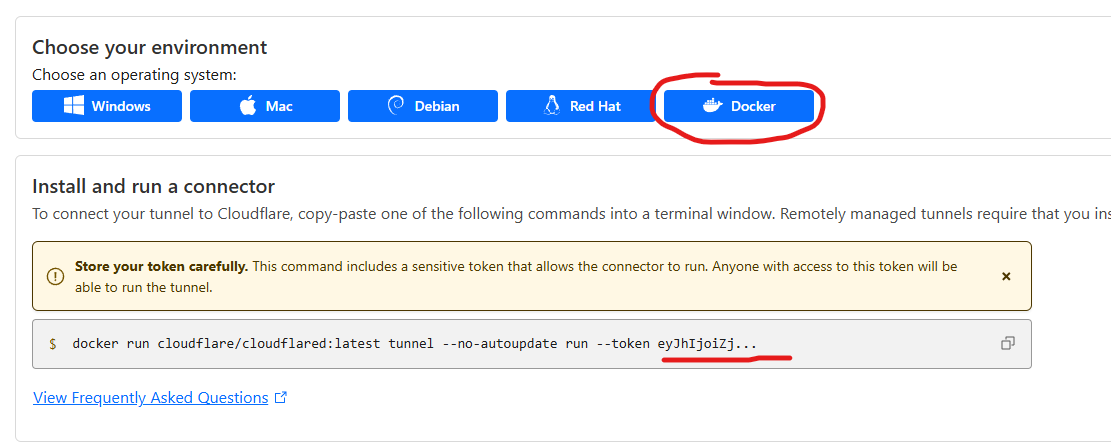 Choose your environment
Choose an operating system:
Windows Mac Debian Red Hat Docker
Install and run a connector
To connect your tunnel to Cloudflare, copy-paste one of the following commands into a terminal window. Remotely managed tunnels require that you ins
Store your token carefully. This command includes a sensitive token that allows the connector to run. Anyone with access to this token will be
able to run the tunnel.
$ docker run cloudflare/cloudflared:latest tunnel --no-autoupdate run --token eyJhIjoiZj...
View Frequently Asked Questions